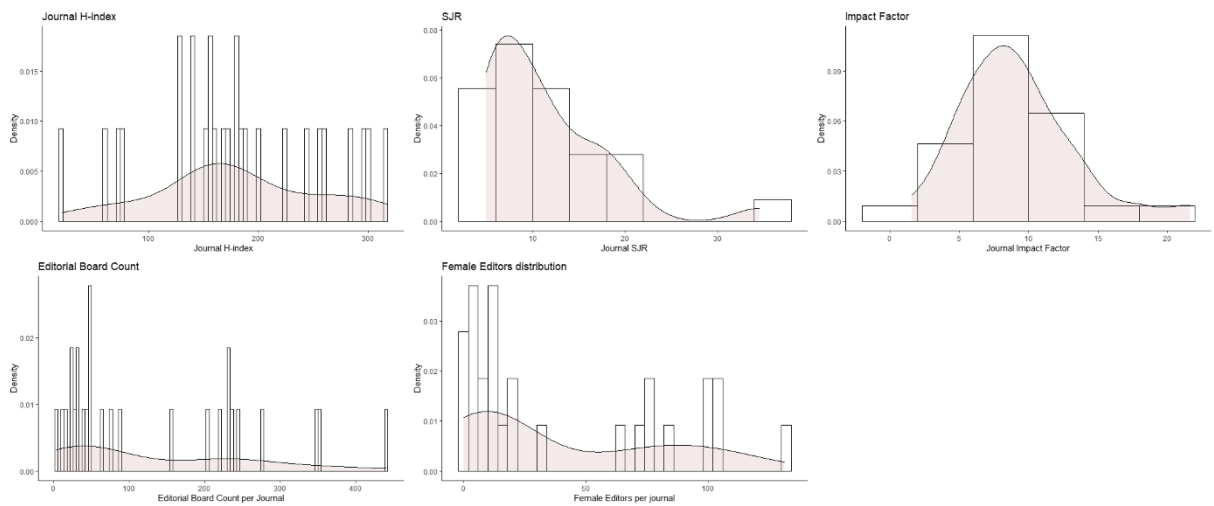 Journal H-index
Density
0.015
0.010
0.005
0.000
100
200
300
Journal H-index
SJR
Density
0.08
0.06
0.04
0.02
0.00
10
20
30
Journal SJR
Impact Factor
Density
0.09
0.06
0.03
0.00
0
5
10
15
20
Journal Impact Factor
Editorial Board Count
Density
0.02
0.01
0.00
0
100
200
300
400
Editorial Board Count per Journal
Female Editors distribution
Density
0.03
0.02
0.01
0.00
0
50
100
Female Editors per journal